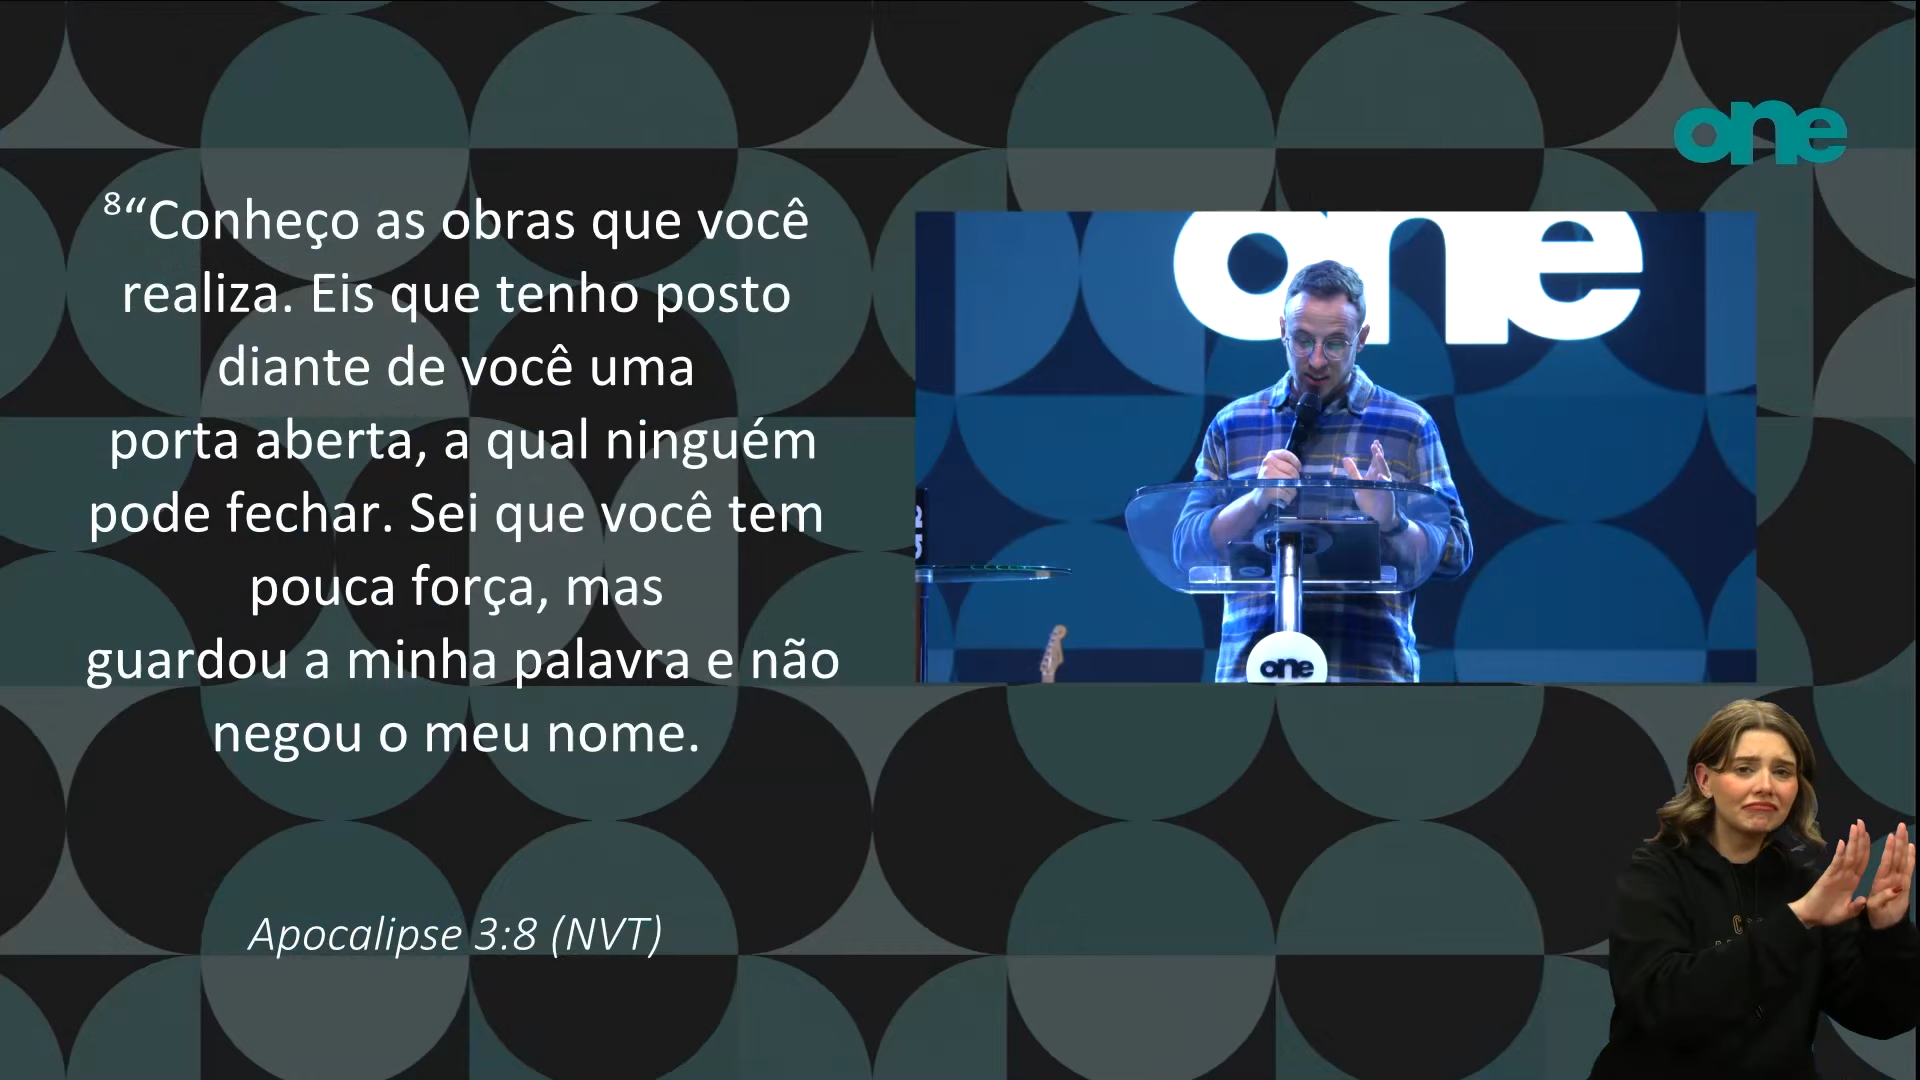 one
⁸“Conheço as obras que você
realiza. Eis que tenho posto
diante de você uma
porta aberta, a qual ninguém
pode fechar. Sei que você tem
pouca força, mas
guardou a minha palavra e não
negou o meu nome.
Apocalipse 3:8 (NVT)
one
one